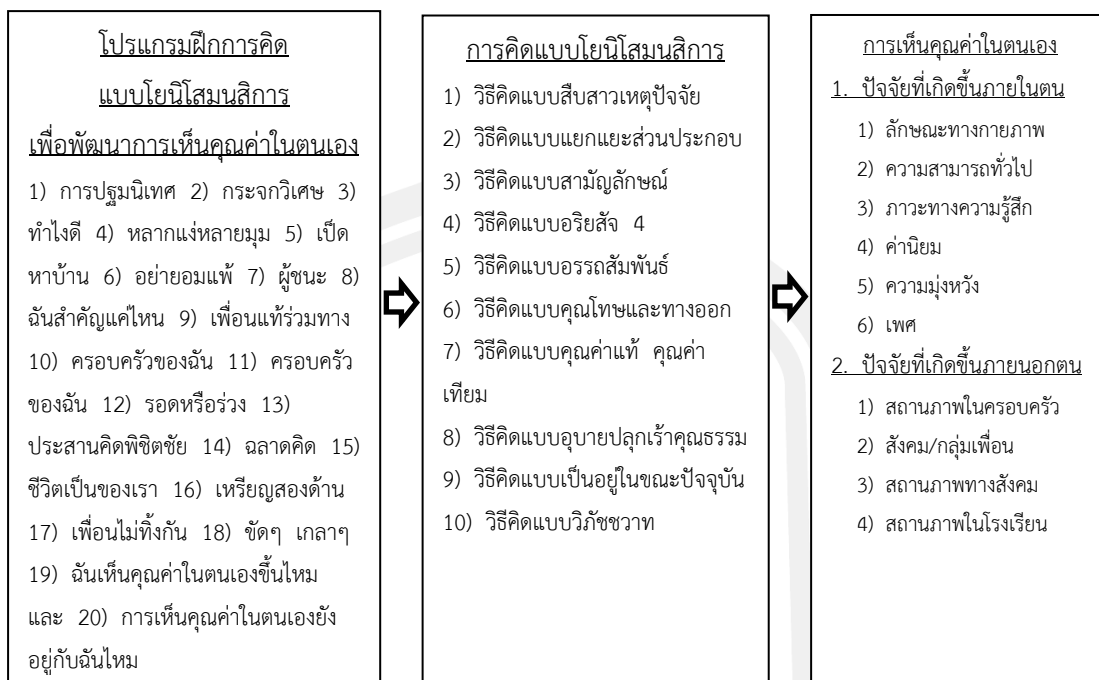 โปรแกรมฝึกการคิด
แบบโยนิโสมนสิการ
เพื่อพัฒนาการเห็นคุณค่าในตนเอง
1) การปฐมนิเทศ 2) กระจกวิเศษ 3)
ทำไงดี 4) หลากแง่หลายมุม 5) เป็ด
หาบ้าน 6) อย่ายอมแพ้ 7) ผู้ชนะ 8)
ฉันสำคัญแค่ไหน 9) เพื่อนแท้ร่วมทาง
10) ครอบครัวของฉัน 11) ครอบครัว
ของฉัน 12) รอดหรือร่วง 13)
ประสานคิดพิชิตชัย 14) ฉลาดคิด 15)
ชีวิตเป็นของเรา 16) เหรียญสองด้าน
17) เพื่อนไม่ทิ้งกัน 18) ขัดๆ เกลาๆ
19) ฉันเห็นคุณค่าในตนเองขึ้นไหม
และ 20) การเห็นคุณค่าในตนเองยัง
อยู่กับฉันไหม
การคิดแบบโยนิโสมนสิการ
1) วิธีคิดแบบสืบสาวเหตุปัจจัย
2) วิธีคิดแบบแยกแยะส่วนประกอบ
3) วิธีคิดแบบสามัญลักษณ์
4) วิธีคิดแบบอริยสัจ 4
5) วิธีคิดแบบอรรถสัมพันธ์
6) วิธีคิดแบบคุณโทษและทางออก
7) วิธีคิดแบบคุณค่าแท้ คุณค่า
เทียม
8) วิธีคิดแบบอุบายปลุกเร้าคุณธรรม
9) วิธีคิดแบบเป็นอยู่ในขณะปัจจุบัน
10) วิธีคิดแบบวิภัชชวาท
การเห็นคุณค่าในตนเอง
1. ปัจจัยที่เกิดขึ้นภายในตน
1) ลักษณะทางกายภาพ
2) ความสามารถทั่วไป
3) ภาวะทางความรู้สึก
4) ค่านิยม
5) ความมุ่งหวัง
6) เพศ
2. ปัจจัยที่เกิดขึ้นภายนอกตน
1) สถานภาพในครอบครัว
2) สังคม/กลุ่มเพื่อน
3) สถานภาพทางสังคม
4) สถานภาพในโรงเรียน